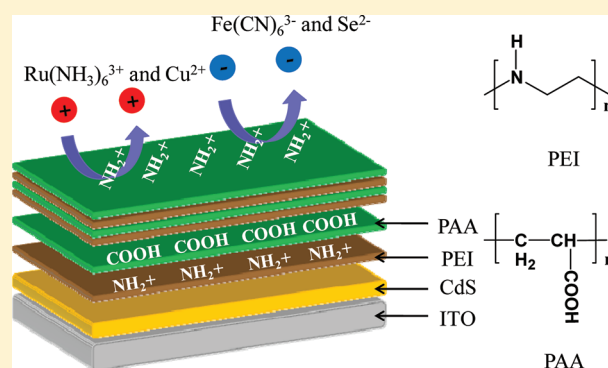 Fe(CN)₆³⁻ and Se²⁻
Ru(NH₃)₆³⁺ and Cu²⁺
- -
+ +
NH₂⁺ NH₂⁺ NH₂⁺ NH₂⁺ NH₂⁺
COOH COOH COOH COOH
NH₂⁺ NH₂⁺ NH₂⁺ NH₂⁺
PAA
PEI
CdS
ITO
H
N
n
PEI
C
H₂
CH
n
COOH
PAA